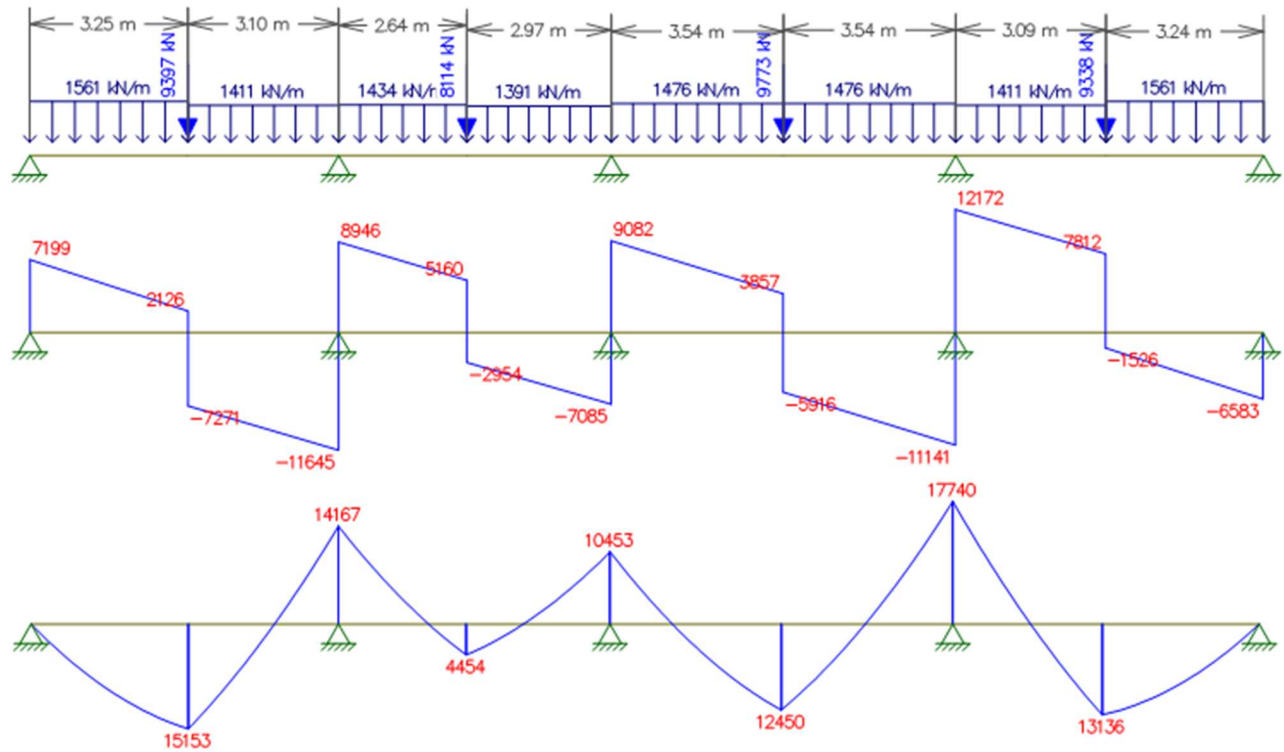 3.25 m 3.10 m 2.64 m 2.97 m 3.54 m 3.54 m 3.09 m 3.24 m
9397 kN 8114 kN 9773 kN 9338 kN
1561 kN/m 1411 kN/m 1434 kN/r 1391 kN/m 1476 kN/m 1476 kN/m 1411 kN/m 1561 kN/m
7199 2126 -7271 -11645 8946 5160 -2954 -7085 9082 3857 -5916 -11141 12172 7812 -1526 -6583
15153 14167 4454 10453 12450 17740 13136